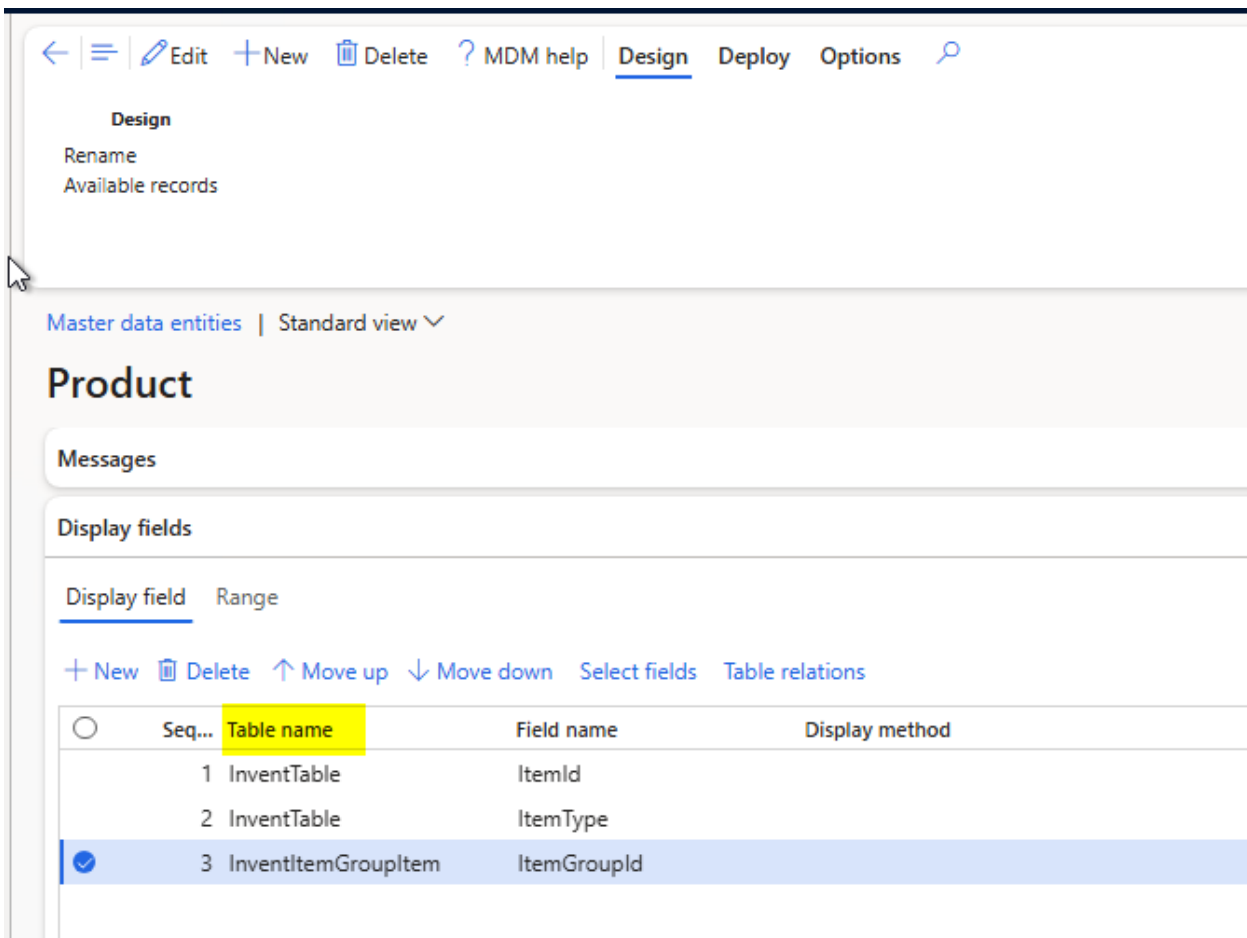 Edit New Delete ? MDM help Design Deploy Options
Design
Rename
Available records
Master data entities | Standard view
Product
Messages
Display fields
Display field Range
New Delete Move up Move down Select fields Table relations
Seq... Table name Field name Display method
1 InventTable ItemId
2 InventTable ItemType
3 InventItemGroupItem ItemGroupId